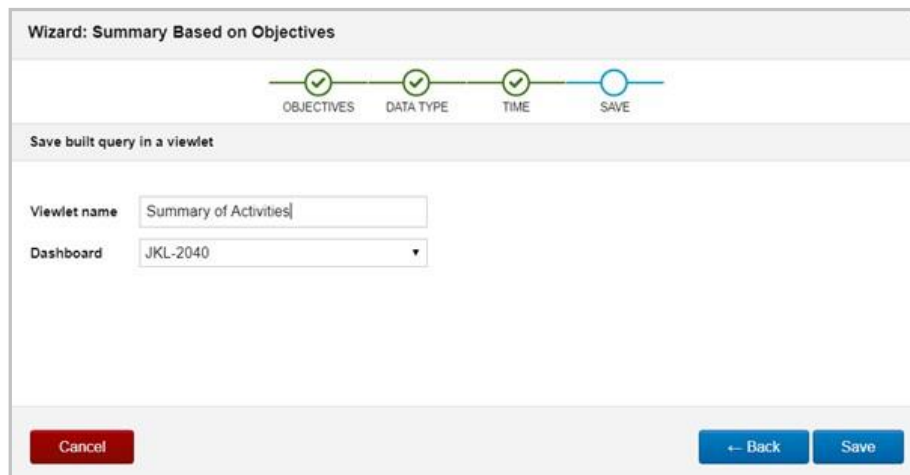 Wizard: Summary Based on Objectives
OBJECTIVES DATA TYPE TIME SAVE
Save built query in a viewlet
Viewlet name Summary of Activities
Dashboard JKL-2040
Cancel ← Back Save